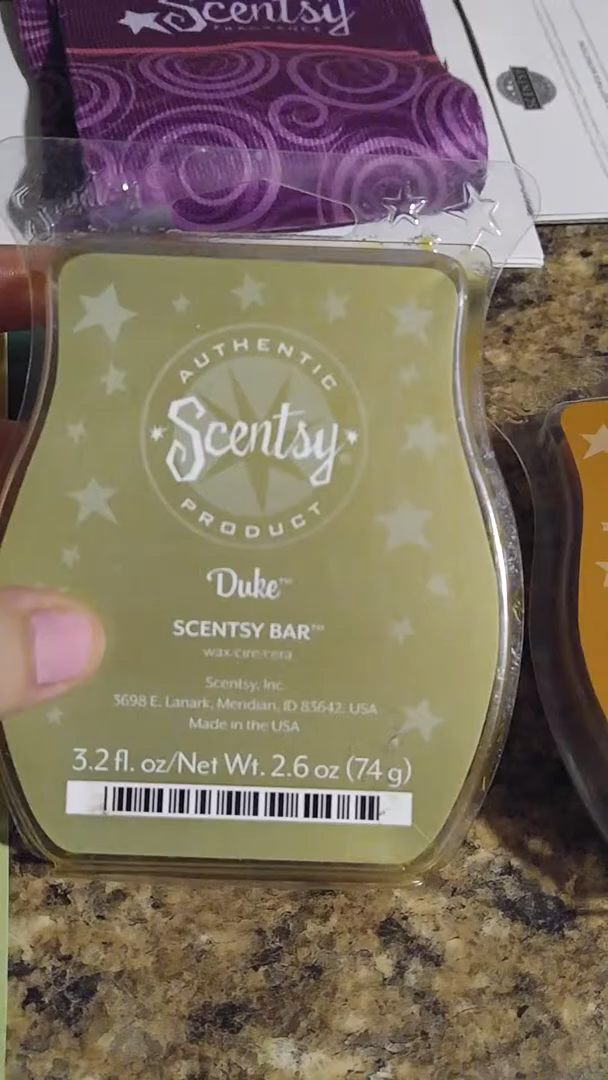 Scentsy
FRAGRANCE
AUTHENTIC
Scentsy
PRODUCT
Duke™
SCENTSY BAR™
wax/cire/cera
Scentsy, Inc.
3698 E. Lanark, Meridian, ID 83642, USA
Made in the USA
3.2 fl. oz/Net Wt. 2.6 oz (74 g)